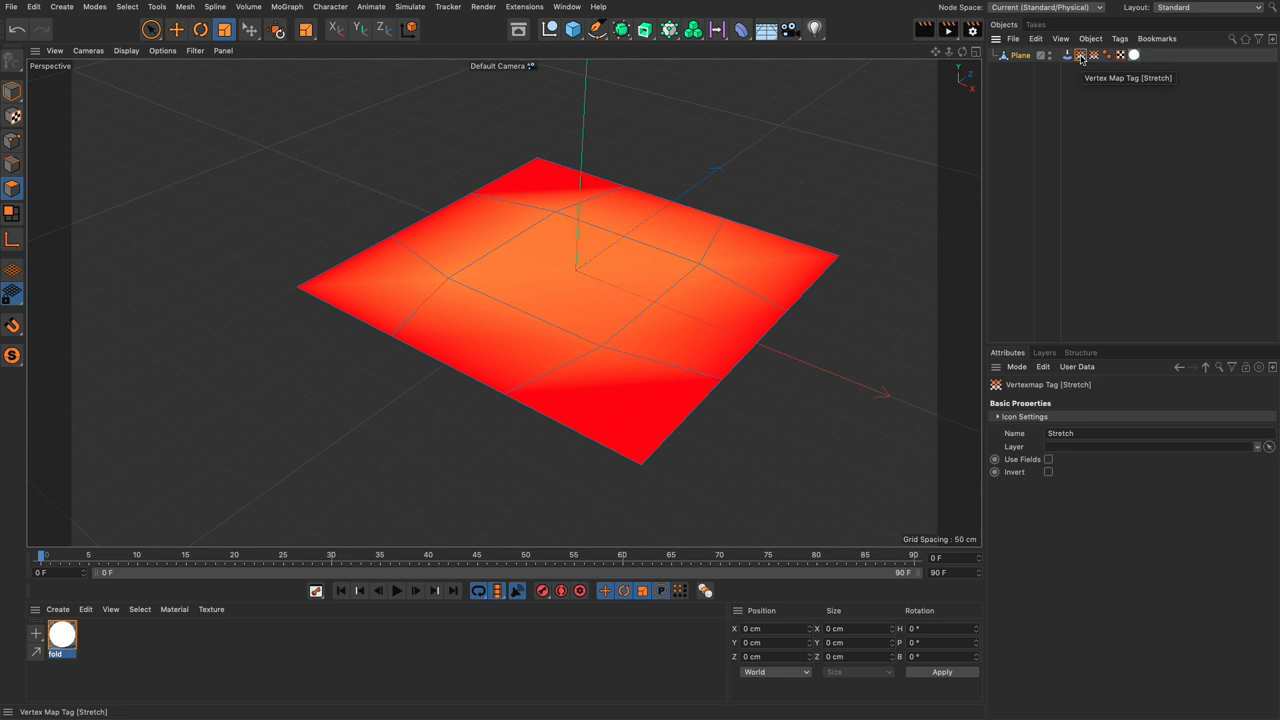 File Edit Create Modes Select Tools Mesh Spline Volume MoGraph Character Animate Simulate Tracker Render Extensions Window Help
Node Space: Current (Standard/Physical) Layout: Standard
Objects Takes
File Edit View Object Tags Bookmarks
View Cameras Display Options Filter Panel
Plane
Perspective
Default Camera
Y
Z
X
Vertex Map Tag [Stretch]
Attributes Layers Structure
Mode Edit User Data
Vertexmap Tag [Stretch]
Basic Properties
Icon Settings
Name Stretch
Layer
Use Fields
Invert
Grid Spacing : 50 cm
0 5 10 15 20 25 30 35 40 45 50 55 60 65 70 75 80 85 90
0 F
0 F 0 F 90 F 90 F
Create Edit View Select Material Texture
fold
Position Size Rotation
X 0 cm X 0 cm H 0 °
Y 0 cm Y 0 cm P 0 °
Z 0 cm Z 0 cm B 0 °
World Size Apply
Vertex Map Tag [Stretch]